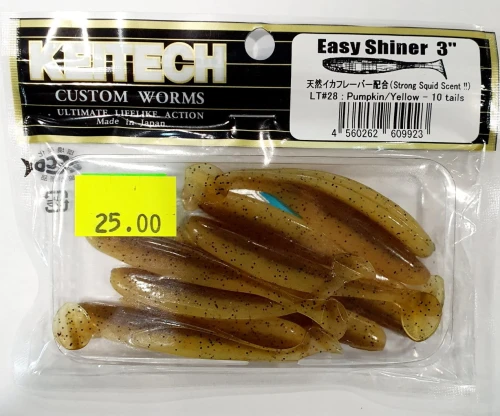 KEITECH
CUSTOM WORMS
ULTIMATE LIFELIKE ACTION
Made in Japan
Easy Shiner 3"
天然イカフレーバー配合(Strong Squid Scent !!)
LT#28 : Pumpkin/Yellow - 10 tails
4 560262 609923
25.00